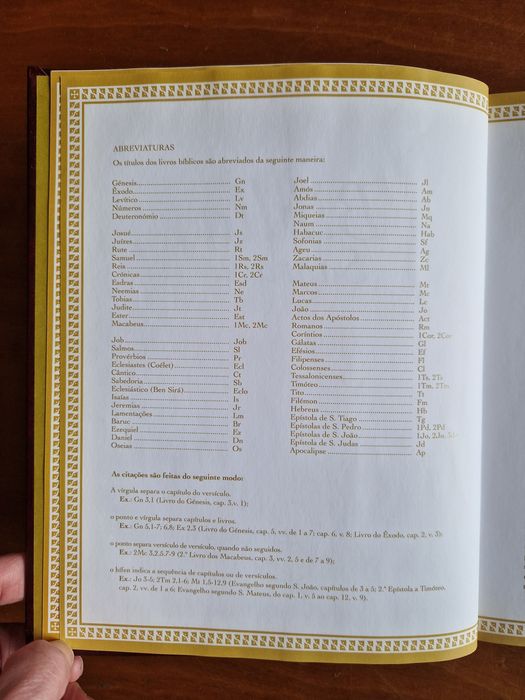 ABREVIATURAS
Os títulos dos livros bíblicos são abreviados da seguinte maneira:
Génesis Gn
Êxodo Ex
Levítico Lv
Números Nm
Deuteronómio Dt
Josué Js
Juízes Jz
Rute Rt
Samuel 1Sm, 2Sm
Reis 1Rs, 2Rs
Crónicas 1Cr, 2Cr
Esdras Esd
Neemias Ne
Tobias Tb
Judite Jt
Ester Est
Macabeus 1Mc, 2Mc
Job Job
Salmos Sl
Provérbios Pr
Eclesiastes (Coélet) Ecl
Cântico Ct
Sabedoria Sb
Eclesiástico (Ben Sirá) Eclo
Isaías Is
Jeremias Jr
Lamentações Lm
Baruc Br
Ezequiel Ez
Daniel Dn
Oseias Os
Joel Jl
Amós Am
Abdias Ab
Jonas Jn
Miqueias Mq
Naum Na
Habacuc Hab
Sofonias Sf
Ageu Ag
Zacarias Zc
Malaquias Ml
Mateus Mt
Marcos Mc
Lucas Lc
João Jo
Actos dos Apóstolos Act
Romanos Rm
Coríntios 1Cor, 2Cor
Gálatas Gl
Efésios Ef
Filipenses Fl
Colossenses Cl
Tessalonicenses 1Ts, 2Ts
Timóteo 1Tm, 2Tm
Tito Tt
Filémon Fm
Hebreus Hb
Epístola de S. Tiago Tg
Epístolas de S. Pedro 1Pd, 2Pd
Epístolas de S. João 1Jo, 2Jo,
Epístola de S. Judas Jd
Apocalipse Ap
As citações são feitas do seguinte modo:
A vírgula separa o capítulo do versículo.
Ex.: Gn 3,1 (Livro do Génesis, cap. 3,v. 1);
o ponto e vírgula separa capítulos e livros.
Ex.: Gn 5,1-7; 6,8; Ex 2,3 (Livro do Génesis, cap. 5, vv. de 1 a 7; cap. 6, v. 8; Livro do Êxodo, cap. 2, v. 3);
o ponto separa versículo de versículo, quando não seguidos.
Ex.: 2Mc 3,2.5.7-9 (2.º Livro dos Macabeus, cap. 3, vv. 2, 5 e de 7 a 9);
o hífen indica a sequência de capítulos ou de versículos.
Ex.: Jo 3-5; 2Tm 2,1-6; Mt 1,5-12,9 (Evangelho segundo S. João, capítulos de 3 a 5; 2.ª Epístola a Timóteo,
cap. 2, vv. de 1 a 6; Evangelho segundo S. Mateus, do cap. 1, v. 5 ao cap. 12, v. 9).